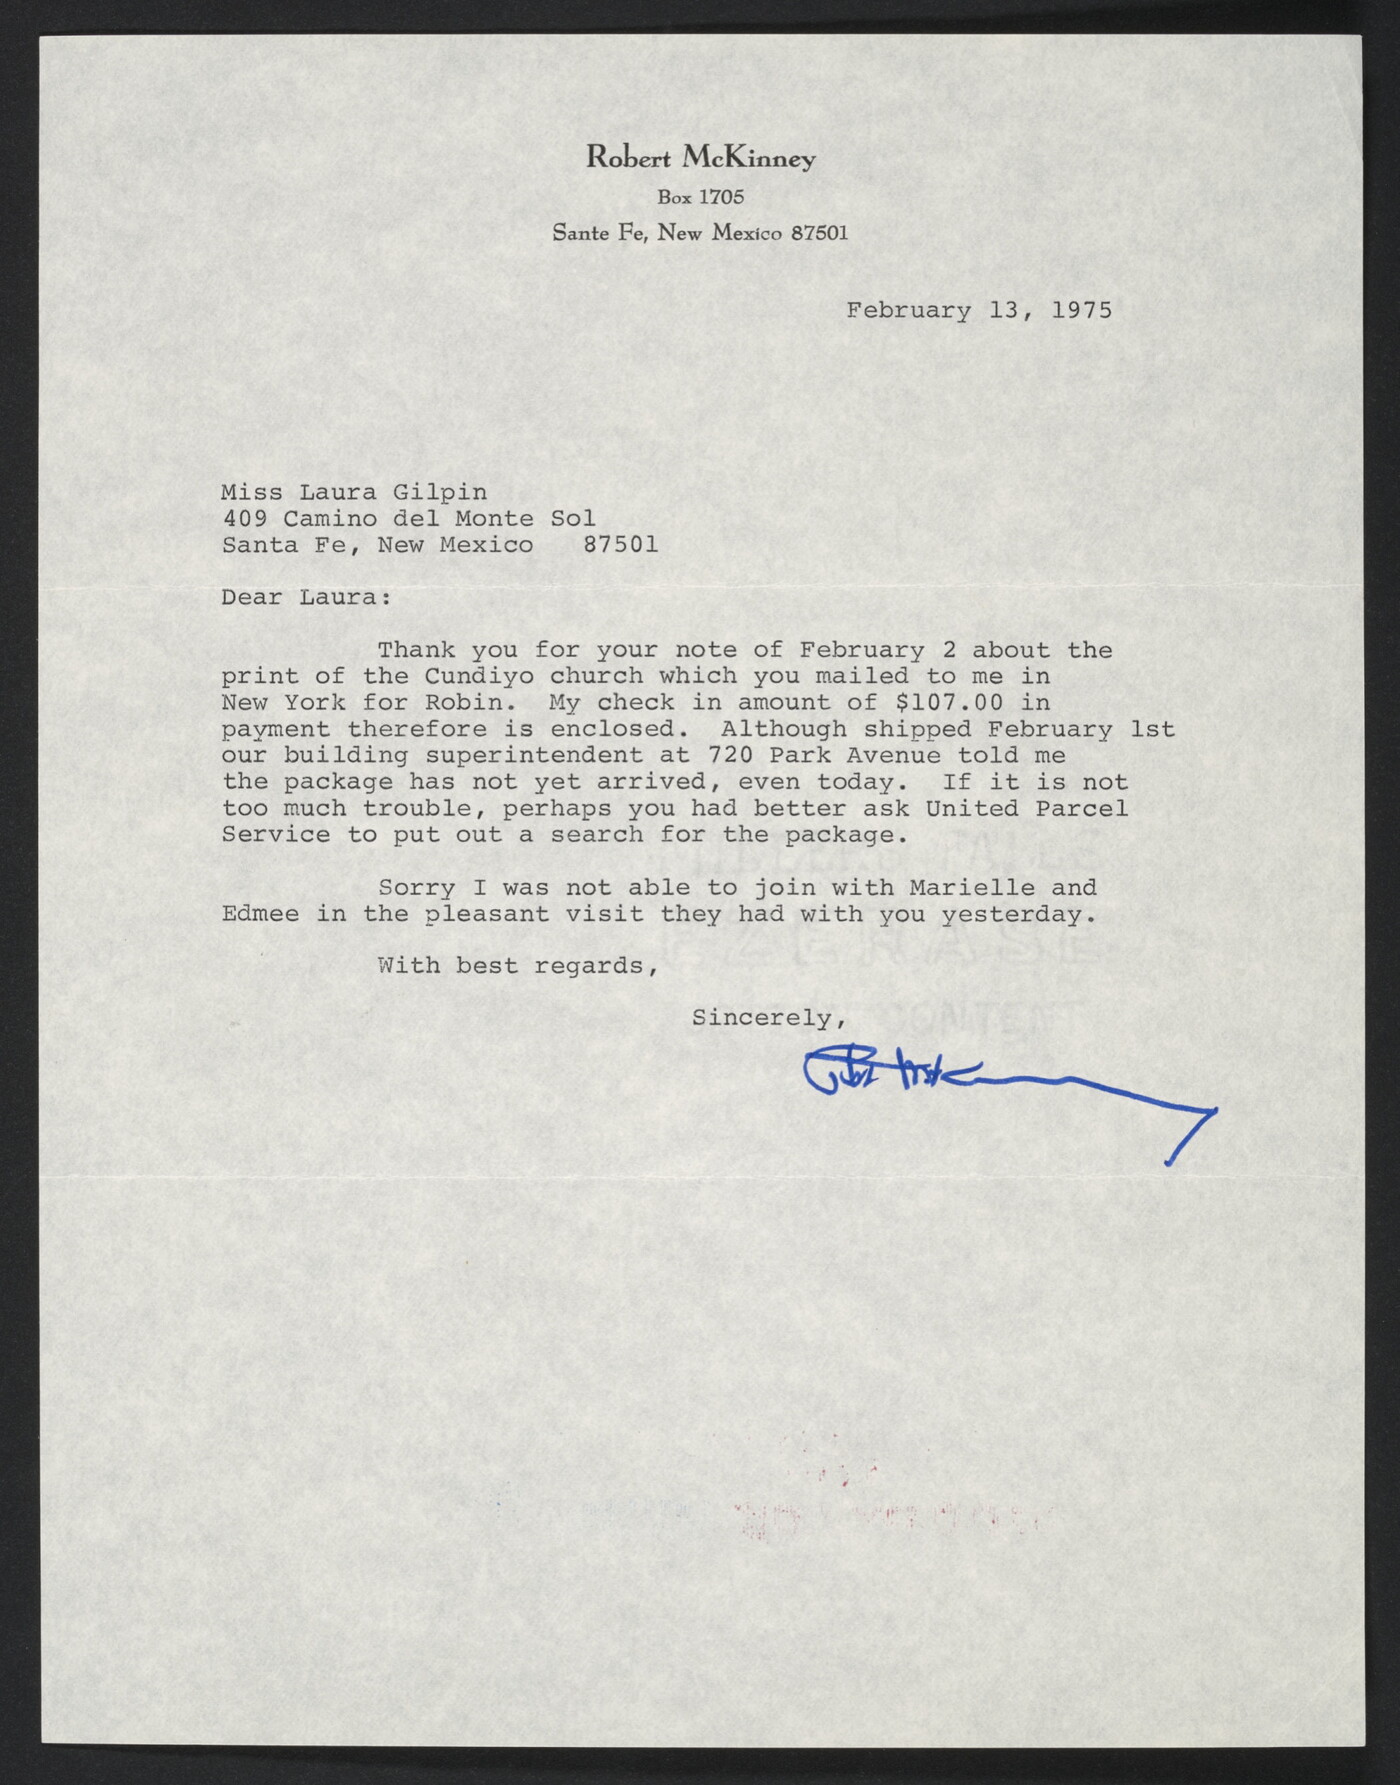 Robert McKinney
Box 1705
Sante Fe, New Mexico 87501
February 13, 1975
Miss Laura Gilpin
409 Camino del Monte Sol
Santa Fe, New Mexico   87501
Dear Laura:
Thank you for your note of February 2 about the
print of the Cundiyo church which you mailed to me in
New York for Robin.  My check in amount of $107.00 in
payment therefore is enclosed.  Although shipped February 1st
our building superintendent at 720 Park Avenue told me
the package has not yet arrived, even today.  If it is not
too much trouble, perhaps you had better ask United Parcel
Service to put out a search for the package.
Sorry I was not able to join with Marielle and
Edmee in the pleasant visit they had with you yesterday.
With best regards,
Sincerely,